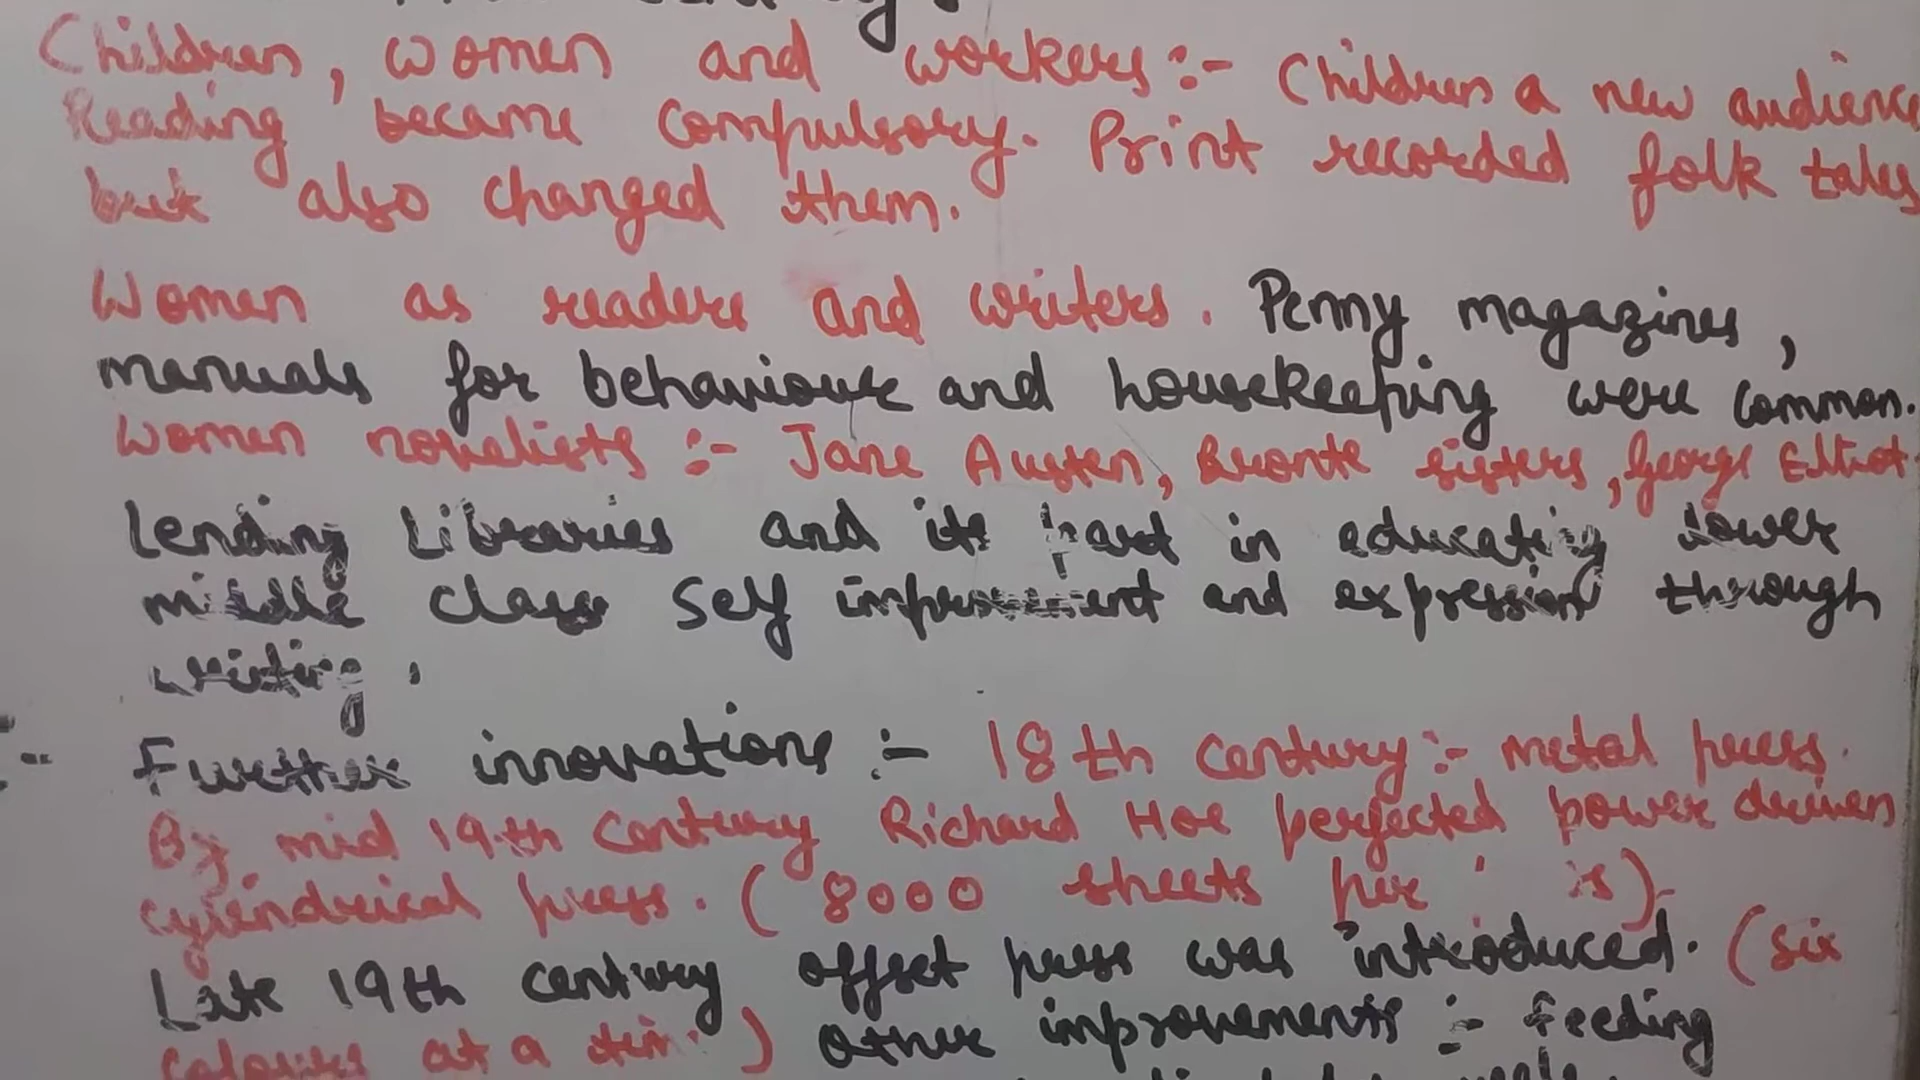 Children, women and workers :- Children a new audience
Reading became compulsory. Print recorded folk tales
but also changed them.
Women as readers and writers. Penny magazines,
manuals for behaviour and housekeeping were common.
Women novelists :- Jane Austen, Bronte sisters, George Elliot.
Lending Libraries and its part in educating lower
middle class self improvement and expression through
writing.
Further innovations :- 18th century :- metal press.
By mid 19th century Richard Hoe perfected power driven
cylendrical press. (8000 sheets per
Late 19th century offset press was introduced. (six
colours at a time) Other improvements :- feeding